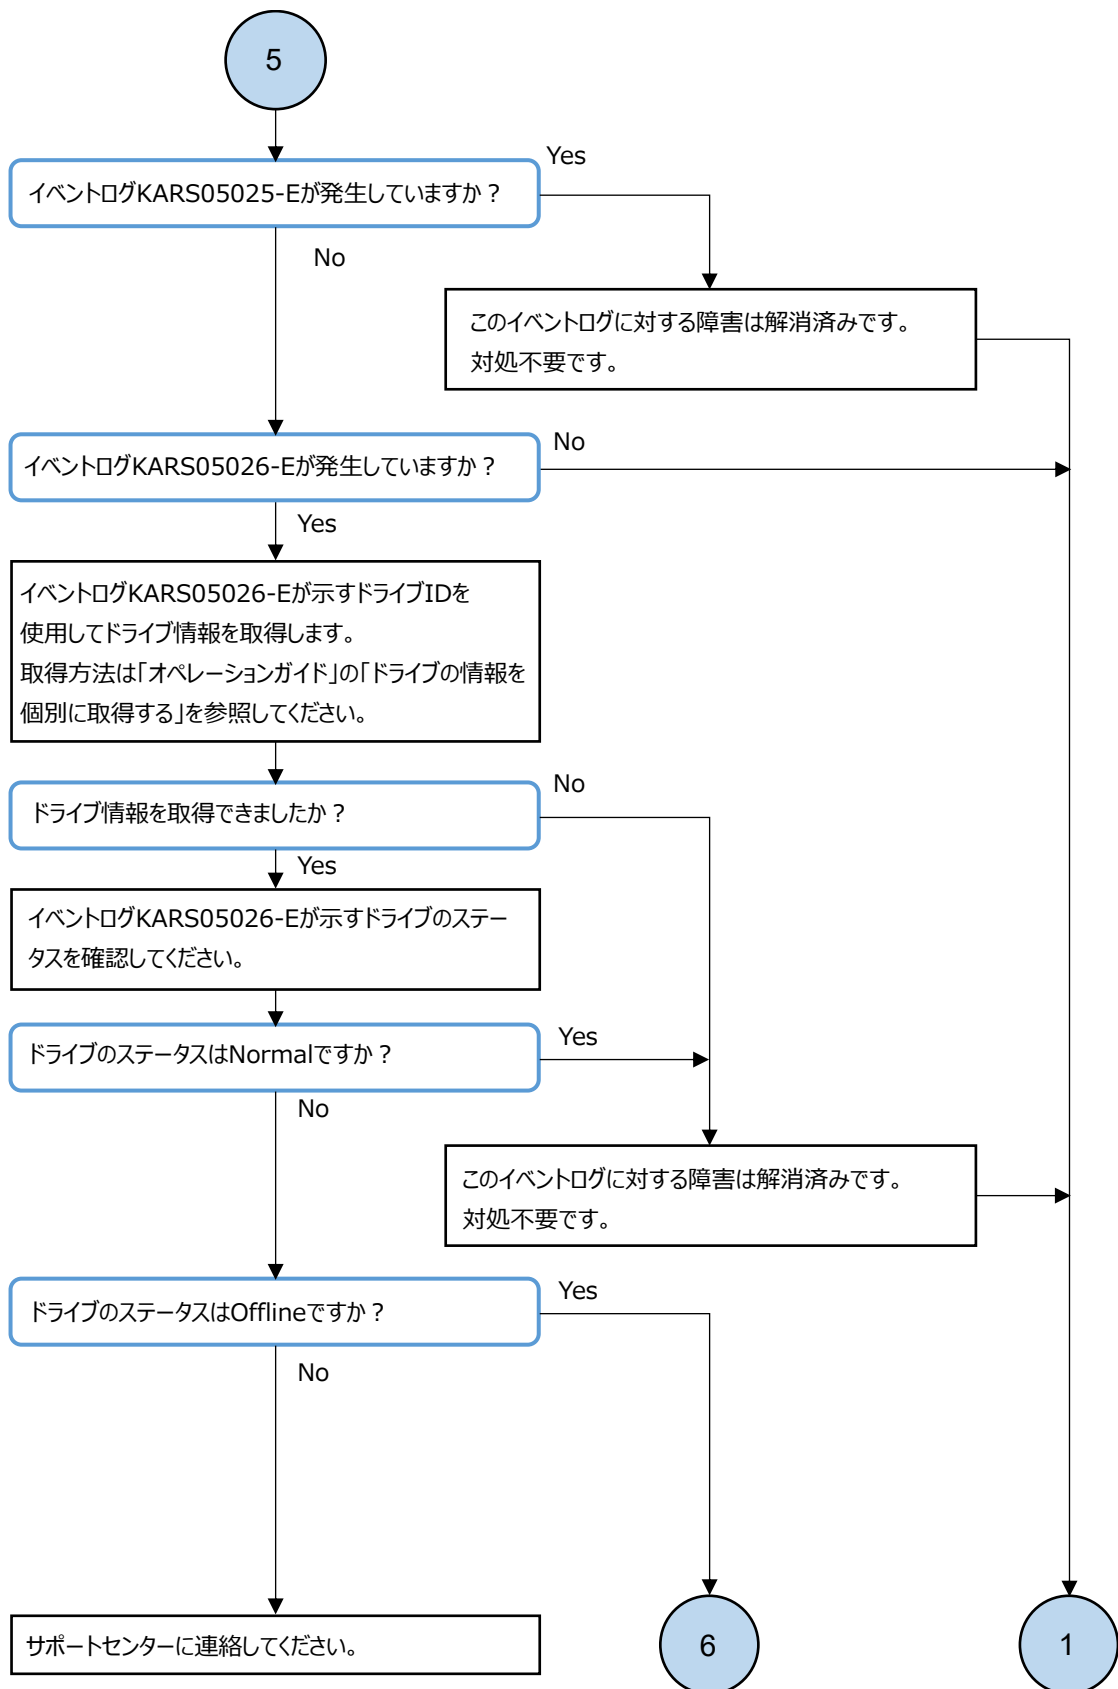 5
イベントログKARS05025-Eが発生していますか？
Yes
No
このイベントログに対する障害は解消済みです。
対処不要です。
イベントログKARS05026-Eが発生していますか？
No
Yes
イベントログKARS05026-Eが示すドライブIDを
使用してドライブ情報を取得します。
取得方法は「オペレーションガイド」の「ドライブの情報を
個別に取得する」を参照してください。
ドライブ情報を取得できましたか？
No
Yes
イベントログKARS05026-Eが示すドライブのステー
タスを確認してください。
ドライブのステータスはNormalですか？
Yes
No
このイベントログに対する障害は解消済みです。
対処不要です。
ドライブのステータスはOfflineですか？
Yes
No
サポートセンターに連絡してください。
6
1